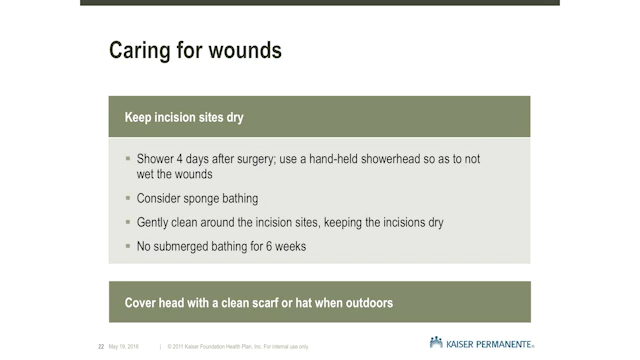 Caring for wounds
Keep incision sites dry
▪ Shower 4 days after surgery; use a hand-held showerhead so as to not
wet the wounds
▪ Consider sponge bathing
▪ Gently clean around the incision sites, keeping the incisions dry
▪ No submerged bathing for 6 weeks
Cover head with a clean scarf or hat when outdoors
22 May 19, 2016 | © 2011 Kaiser Foundation Health Plan, Inc. For internal use only.
KAISER PERMANENTE®